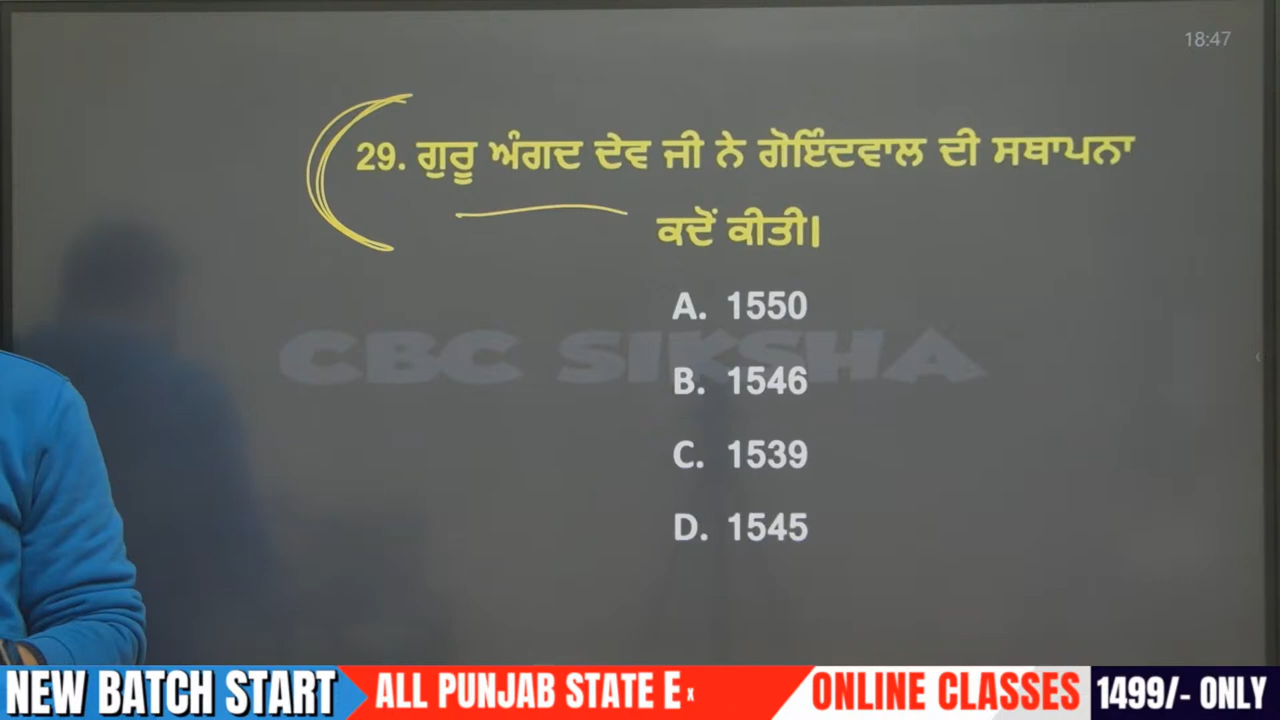 18:47
29. ਗੁਰੂ ਅੰਗਦ ਦੇਵ ਜੀ ਨੇ ਗੋਇੰਦਵਾਲ ਦੀ ਸਥਾਪਨਾ
ਕਦੋਂ ਕੀਤੀ।
A. 1550
CBC SIKSHA
B. 1546
C. 1539
D. 1545
NEW BATCH START ALL PUNJAB STATE Ex ONLINE CLASSES 1499/- ONLY